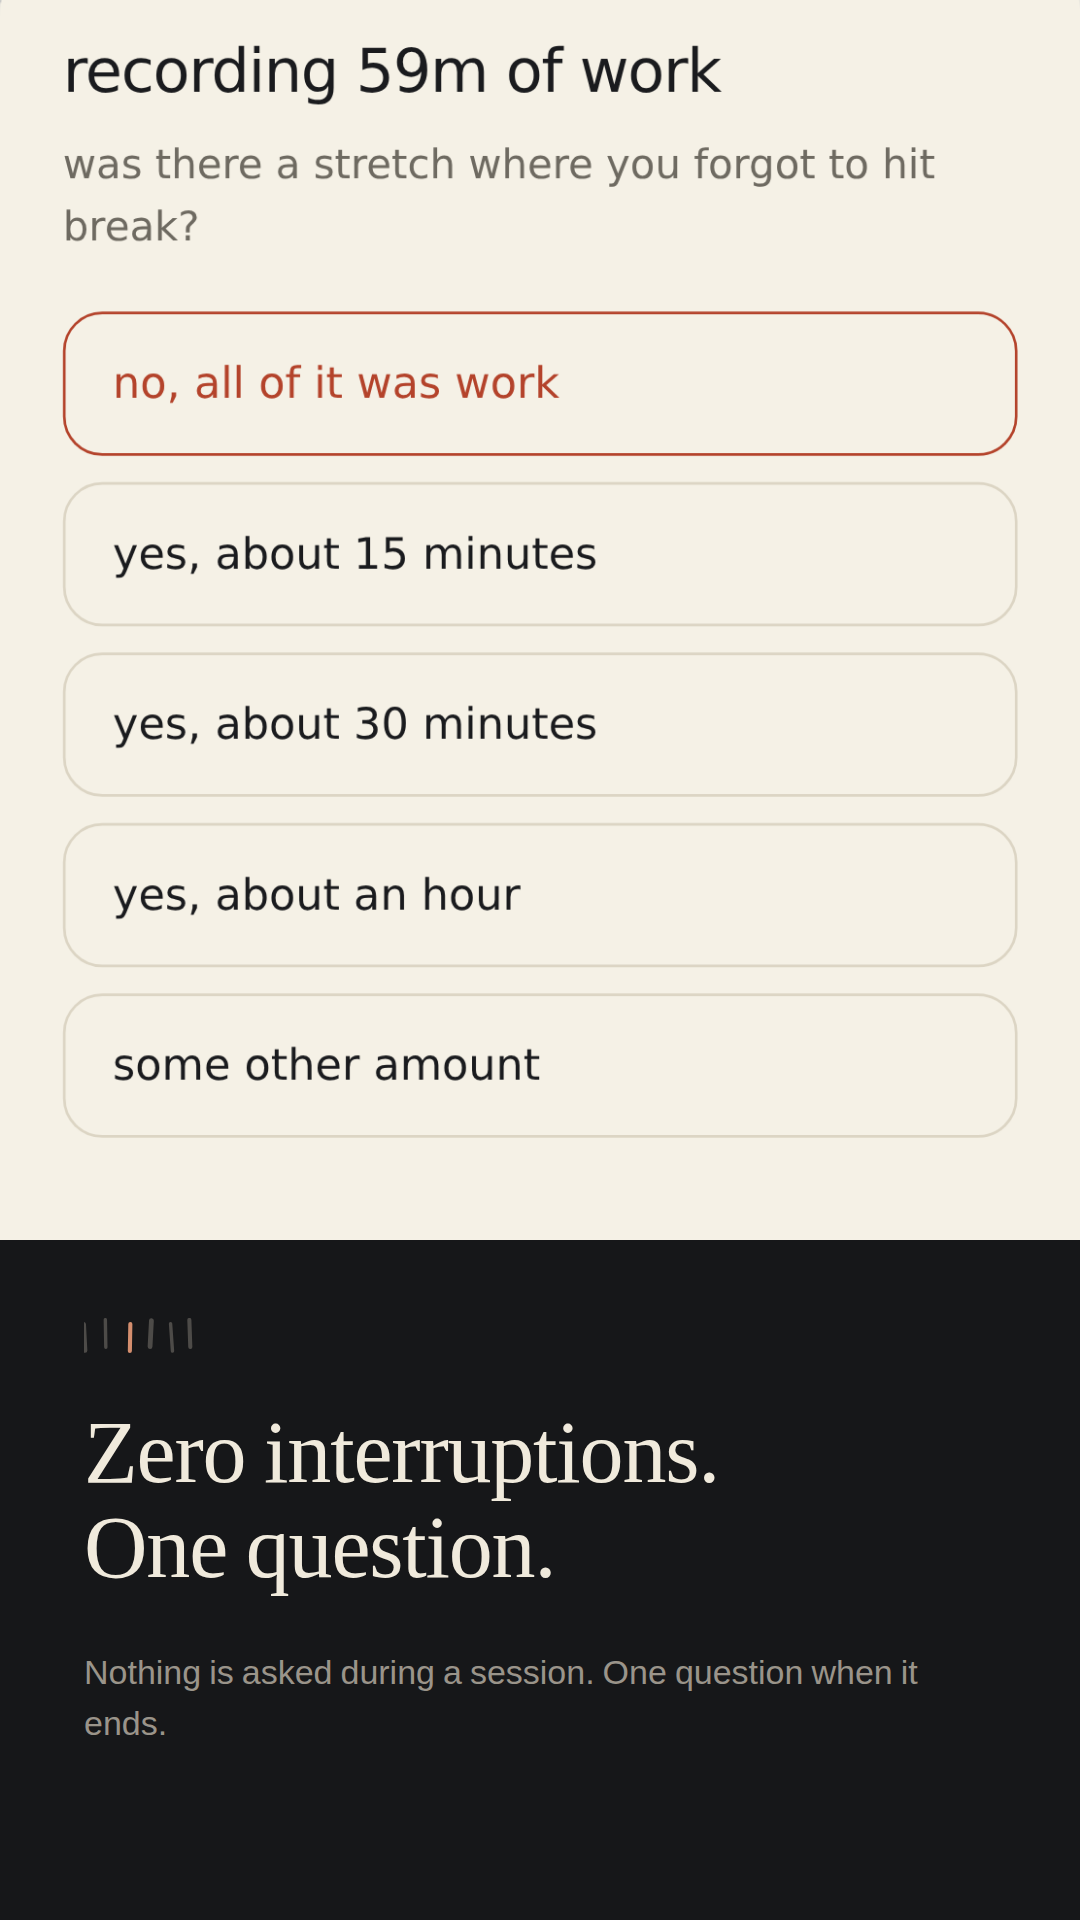 recording 59m of work
was there a stretch where you forgot to hit
break?
no, all of it was work
yes, about 15 minutes
yes, about 30 minutes
yes, about an hour
some other amount
Zero interruptions.
One question.
Nothing is asked during a session. One question when it
ends.